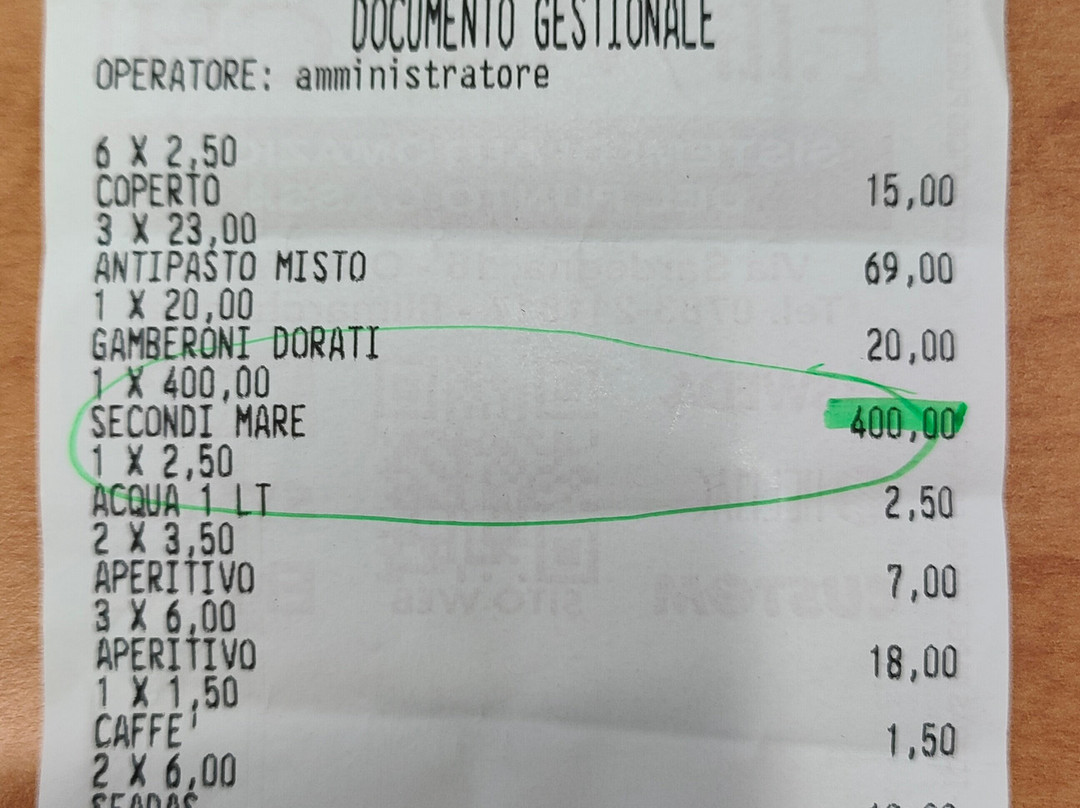 DOCUMENTO GESTIONALE
OPERATORE: amministratore
6 X 2,50
COPERTO 15,00
3 X 23,00
ANTIPASTO MISTO 69,00
1 X 20,00
GAMBERONI DORATI 20,00
1 X 400,00
SECONDI MARE 400,00
1 X 2,50
ACQUA 1 LT 2,50
2 X 3,50
APERITIVO 7,00
3 X 6,00
APERITIVO 18,00
1 X 1,50
CAFFE' 1,50
2 X 6,00
SEADAS